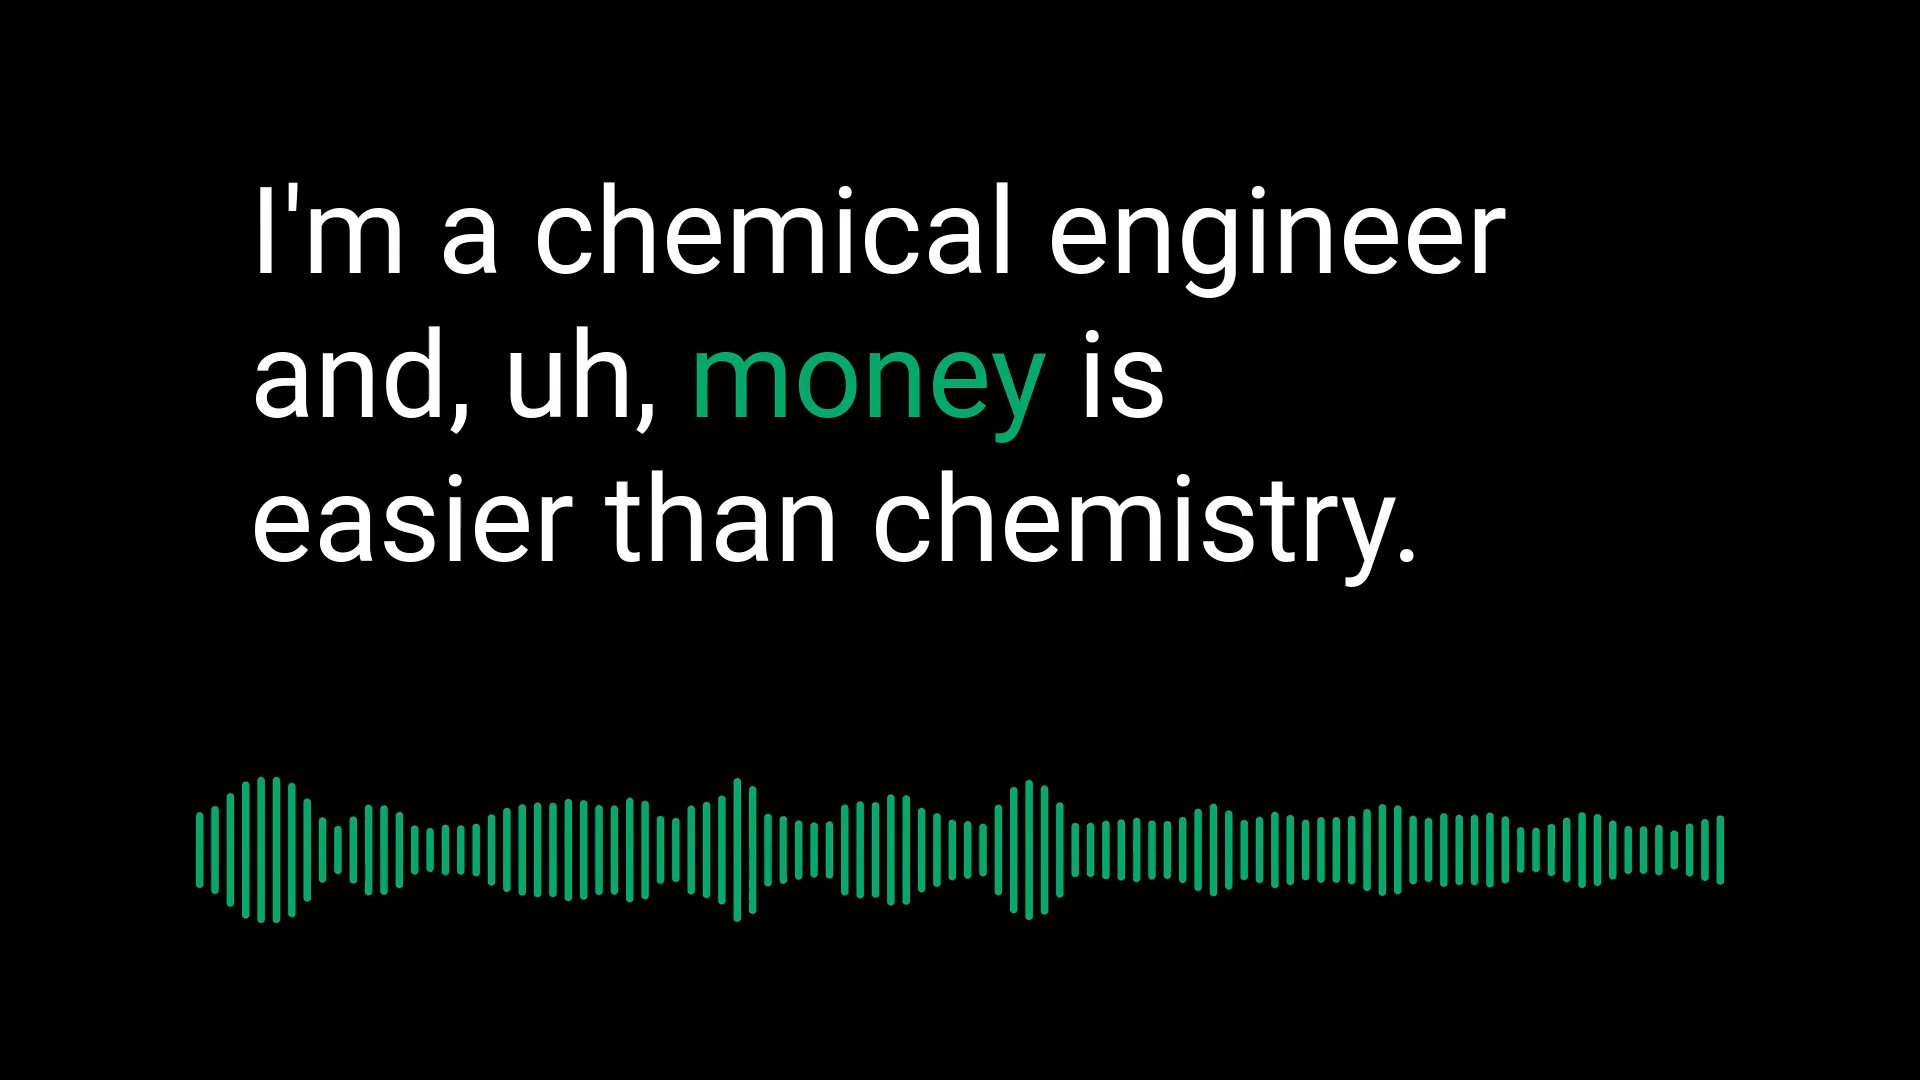 I'm a chemical engineer
and, uh, money is
easier than chemistry.